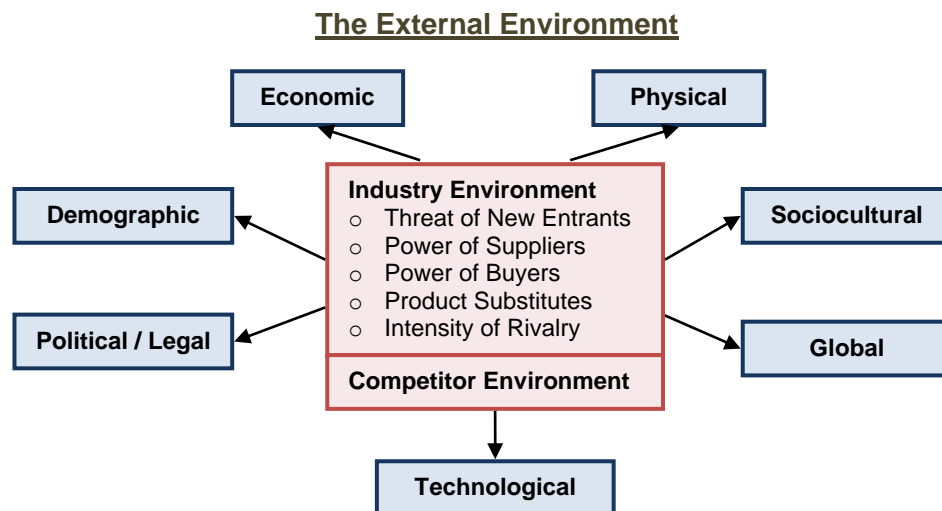 The External Environment
Economic
Physical
Demographic
Political / Legal
Industry Environment
o Threat of New Entrants
o Power of Suppliers
o Power of Buyers
o Product Substitutes
o Intensity of Rivalry
Competitor Environment
Sociocultural
Global
Technological